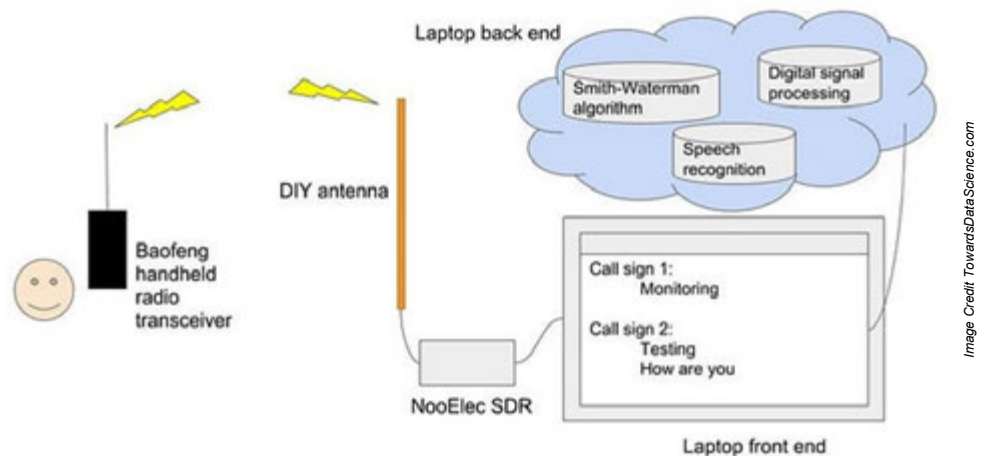 Laptop back end
Smith-Waterman
algorithm
Digital signal
processing
Speech
recognition
DIY antenna
Baofeng
handheld
radio
transceiver
NooElec SDR
Call sign 1:
Monitoring
Call sign 2:
Testing
How are you
Laptop front end
Image Credit TowardsDataScience.com